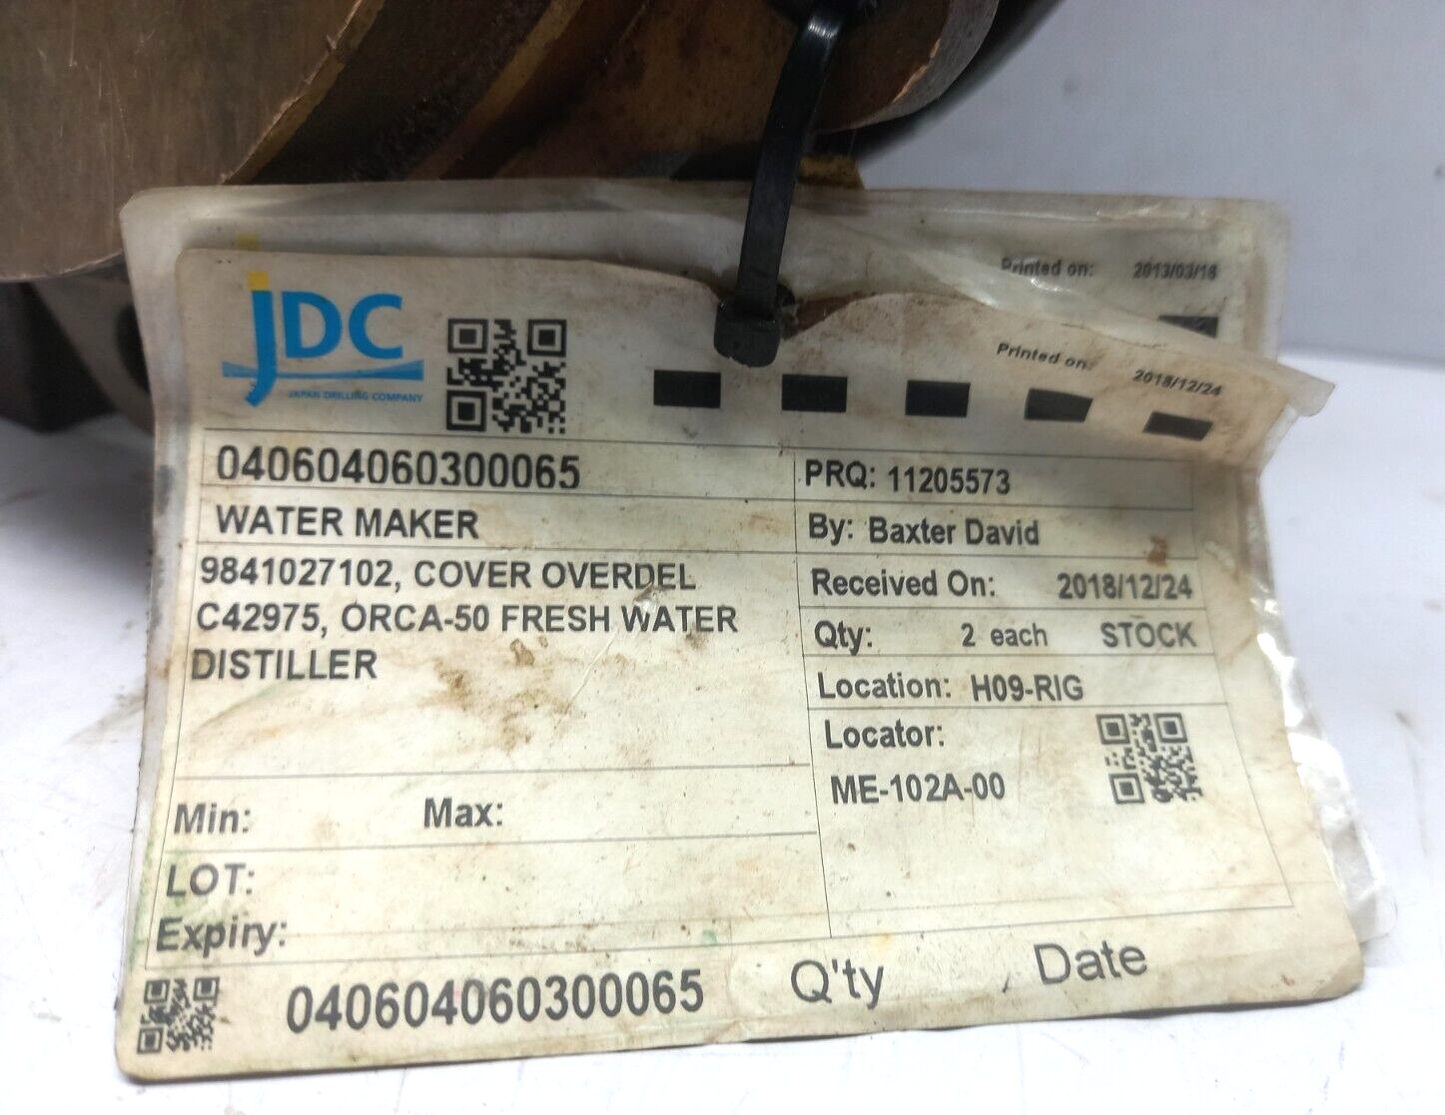 Printed on: 2013/03/18
JDC
JAPAN DRILLING COMPANY
Printed on: 2018/12/24
040604060300065
PRQ: 11205573
WATER MAKER
By: Baxter David
9841027102, COVER OVERDEL
C42975, ORCA-50 FRESH WATER
DISTILLER
Received On: 2018/12/24
Qty: 2 each STOCK
Location: H09-RIG
Locator:
ME-102A-00
Min: Max:
LOT:
Expiry:
040604060300065 Q'ty Date